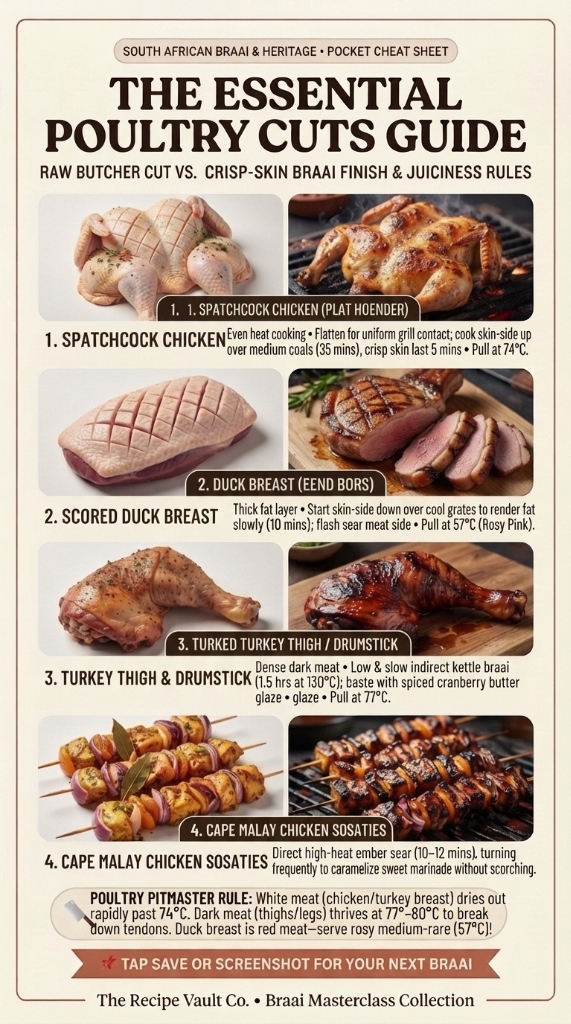 SOUTH AFRICAN BRAAI & HERITAGE • POCKET CHEAT SHEET
THE ESSENTIAL
POULTRY CUTS GUIDE
RAW BUTCHER CUT VS. CRISP-SKIN BRAAI FINISH & JUICINESS RULES
1. 1. SPATCHCOCK CHICKEN (PLAT HOENDER)
1. SPATCHCOCK CHICKEN
Even heat cooking • Flatten for uniform grill contact; cook skin-side up
over medium coals (35 mins), crisp skin last 5 mins • Pull at 74°C.
2. DUCK BREAST (EEND BORS)
2. SCORED DUCK BREAST
Thick fat layer • Start skin-side down over cool grates to render fat
slowly (10 mins); flash sear meat side • Pull at 57°C (Rosy Pink).
3. TURKED TURKEY THIGH / DRUMSTICK
3. TURKEY THIGH & DRUMSTICK
Dense dark meat • Low & slow indirect kettle braai
(1.5 hrs at 130°C); baste with spiced cranberry butter
glaze • glaze • Pull at 77°C.
4. CAPE MALAY CHICKEN SOSATIES
4. CAPE MALAY CHICKEN SOSATIES
Direct high-heat ember sear (10–12 mins), turning
frequently to caramelize sweet marinade without scorching.
POULTRY PITMASTER RULE: White meat (chicken/turkey breast) dries out
rapidly past 74°C. Dark meat (thighs/legs) thrives at 77°–80°C to break
down tendons. Duck breast is red meat—serve rosy medium-rare (57°C)!
TAP SAVE OR SCREENSHOT FOR YOUR NEXT BRAAI
The Recipe Vault Co. • Braai Masterclass Collection